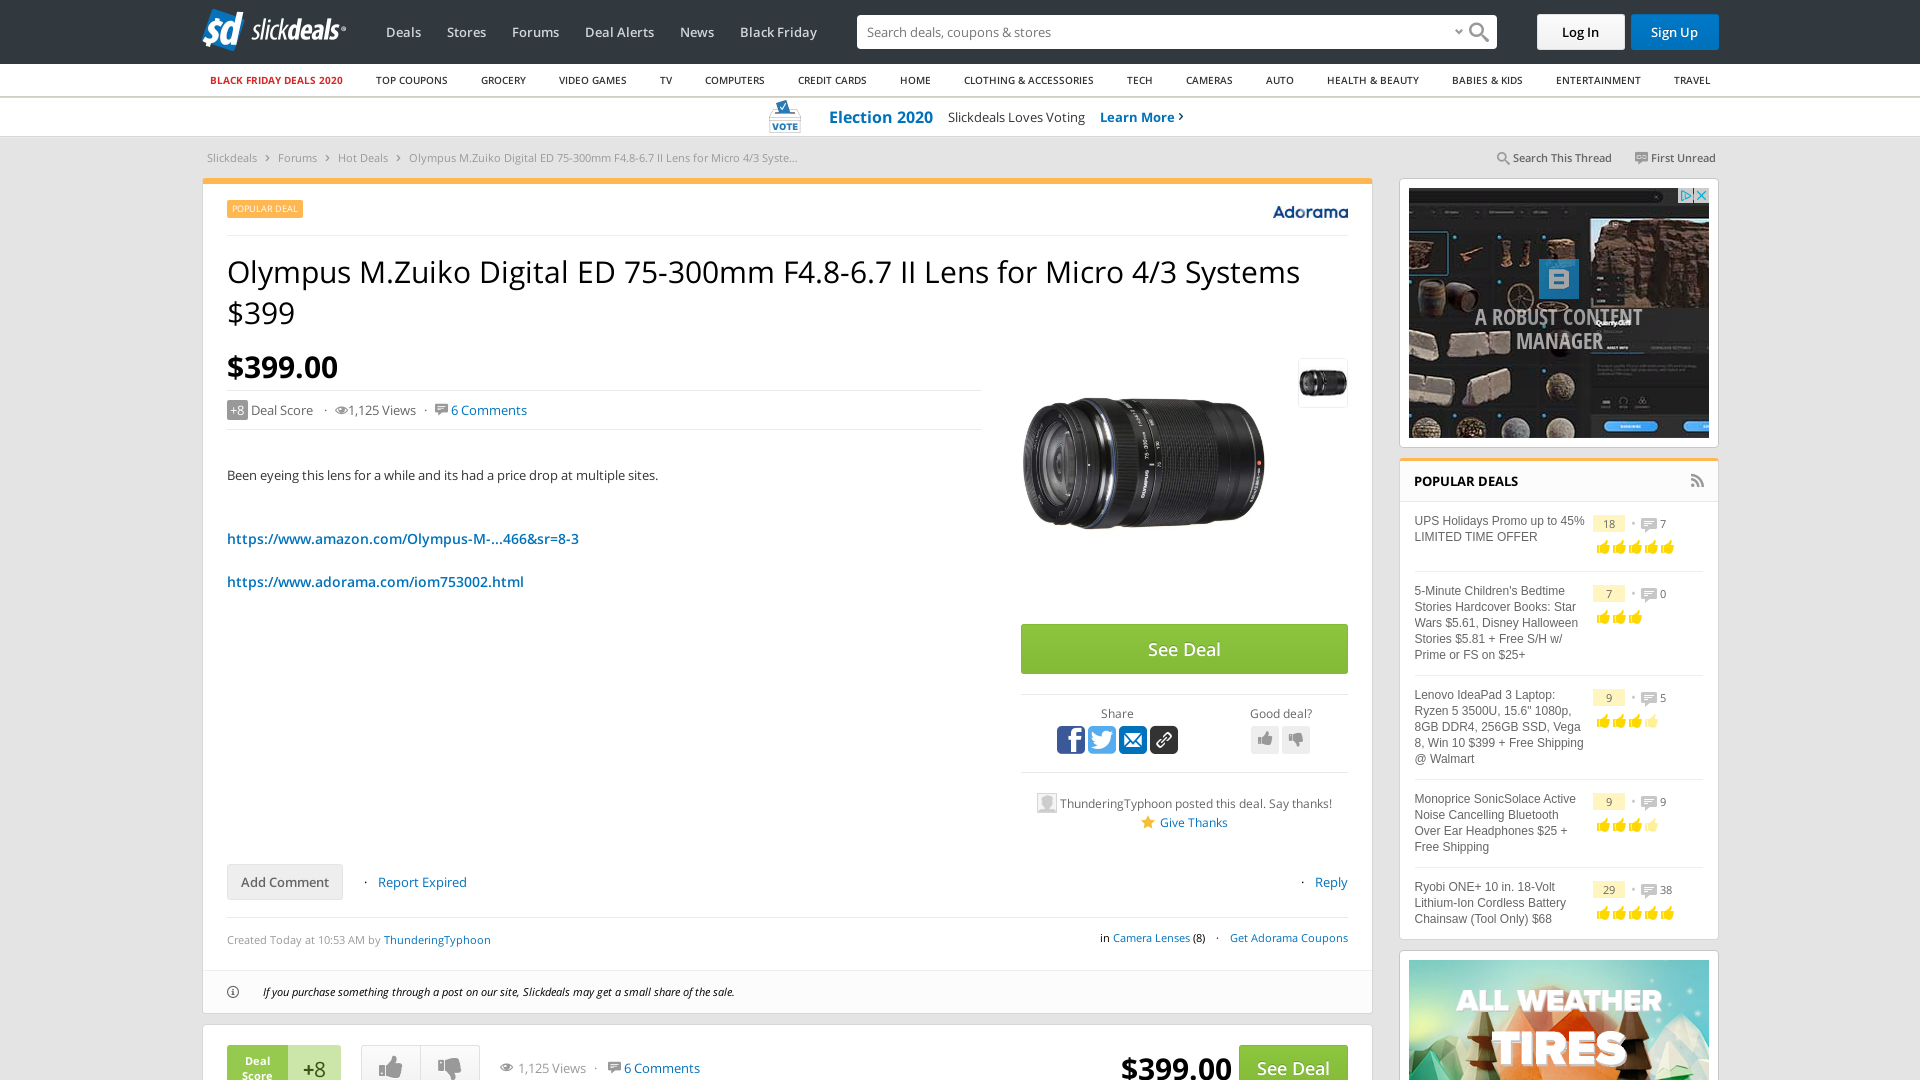 slickdeals
Deals Stores Forums Deal Alerts News Black Friday
Search deals, coupons & stores
Log In
Sign Up
BLACK FRIDAY DEALS 2020 TOP COUPONS GROCERY VIDEO GAMES TV COMPUTERS CREDIT CARDS HOME CLOTHING & ACCESSORIES TECH CAMERAS AUTO HEALTH & BEAUTY BABIES & KIDS ENTERTAINMENT TRAVEL
VOTE
Election 2020 Slickdeals Loves Voting Learn More
Slickdeals › Forums › Hot Deals › Olympus M.Zuiko Digital ED 75-300mm F4.8-6.7 II Lens for Micro 4/3 Syste...
Search This Thread First Unread
POPULAR DEAL
Adorama
Olympus M.Zuiko Digital ED 75-300mm F4.8-6.7 II Lens for Micro 4/3 Systems
$399
$399.00
+8 Deal Score · 1,125 Views · 6 Comments
Been eyeing this lens for a while and its had a price drop at multiple sites.
https://www.amazon.com/Olympus-M-...466&sr=8-3
https://www.adorama.com/iom753002.html
See Deal
Share
Good deal?
ThunderingTyphoon posted this deal. Say thanks!
Give Thanks
Add Comment · Report Expired
· Reply
Created Today at 10:53 AM by ThunderingTyphoon
in Camera Lenses (8) · Get Adorama Coupons
If you purchase something through a post on our site, Slickdeals may get a small share of the sale.
Deal
Score
+8
1,125 Views · 6 Comments
$399.00
See Deal
A ROBUST CONTENT
MANAGER
POPULAR DEALS
UPS Holidays Promo up to 45%
LIMITED TIME OFFER
18 · 7
5-Minute Children's Bedtime
Stories Hardcover Books: Star
Wars $5.61, Disney Halloween
Stories $5.81 + Free S/H w/
Prime or FS on $25+
7 · 0
Lenovo IdeaPad 3 Laptop:
Ryzen 5 3500U, 15.6" 1080p,
8GB DDR4, 256GB SSD, Vega
8, Win 10 $399 + Free Shipping
@ Walmart
9 · 5
Monoprice SonicSolace Active
Noise Cancelling Bluetooth
Over Ear Headphones $25 +
Free Shipping
9 · 9
Ryobi ONE+ 10 in. 18-Volt
Lithium-Ion Cordless Battery
Chainsaw (Tool Only) $68
29 · 38
ALL WEATHER
TIRES